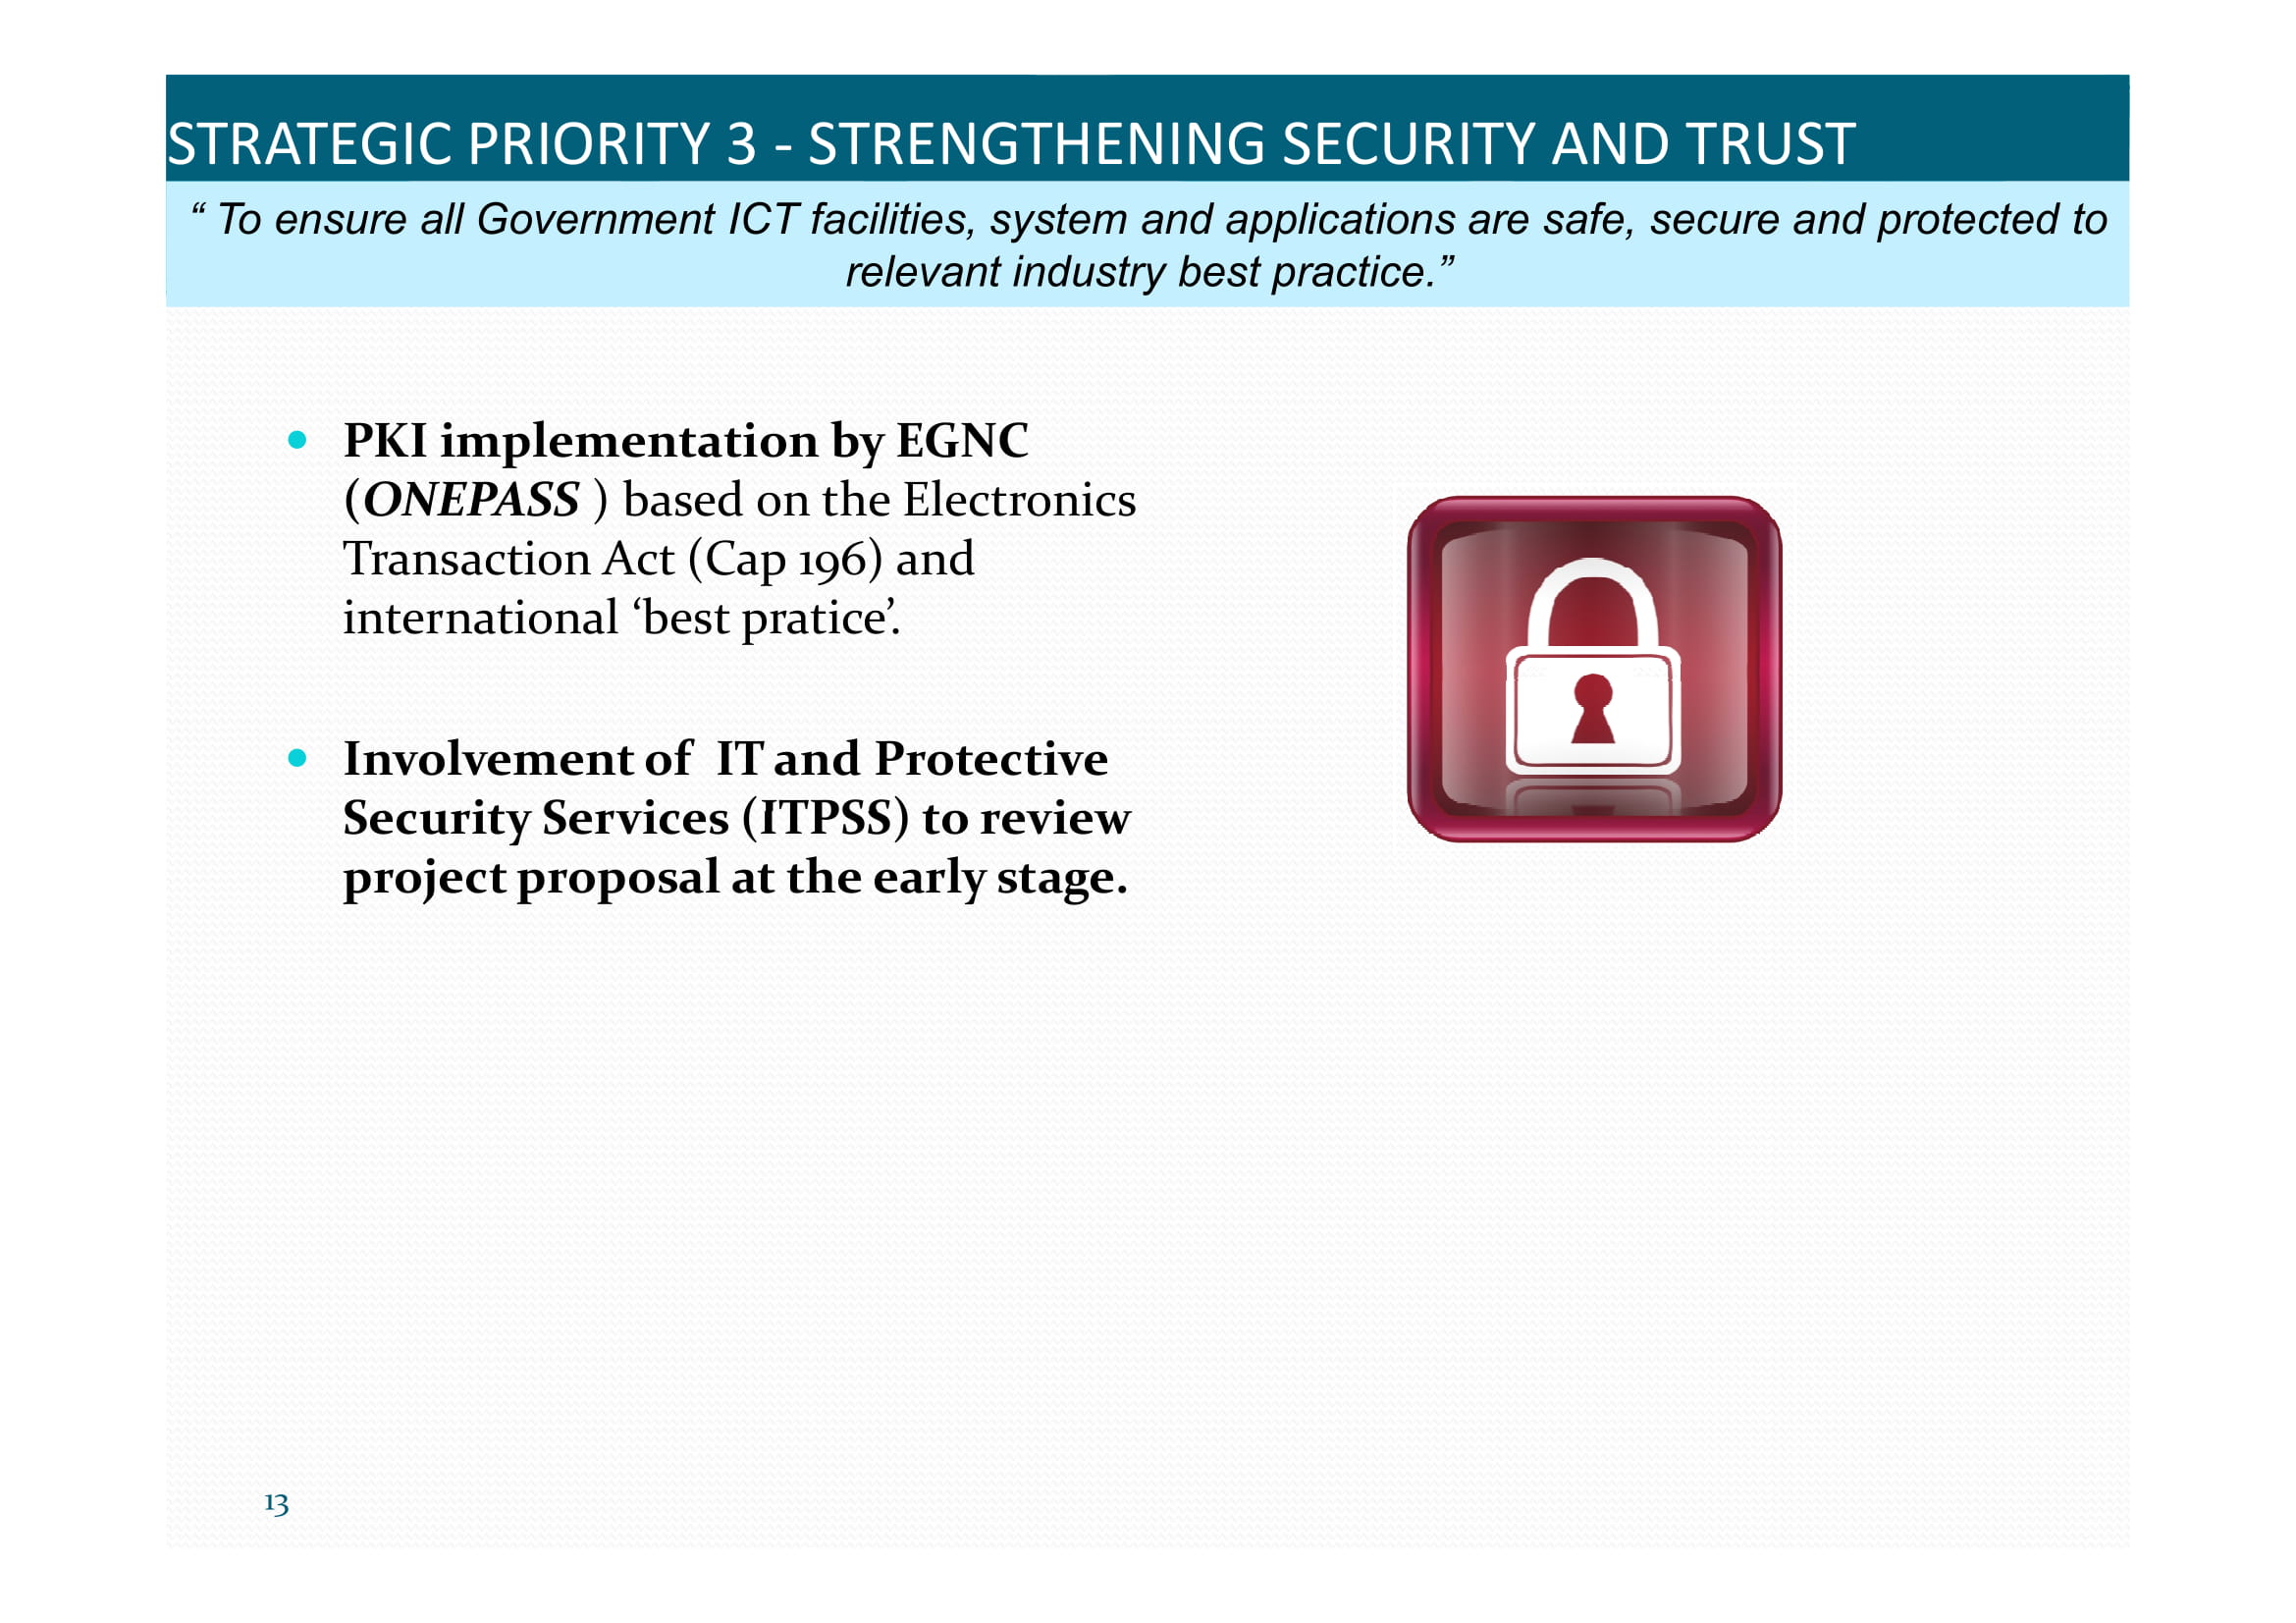 STRATEGIC PRIORITY 3 - STRENGTHENING SECURITY AND TRUST
“ To ensure all Government ICT facilities, system and applications are safe, secure and protected to
relevant industry best practice.”
• PKI implementation by EGNC
(ONEPASS ) based on the Electronics
Transaction Act (Cap 196) and
international ‘best pratice’.
• Involvement of  IT and Protective
Security Services (ITPSS) to review
project proposal at the early stage.
13